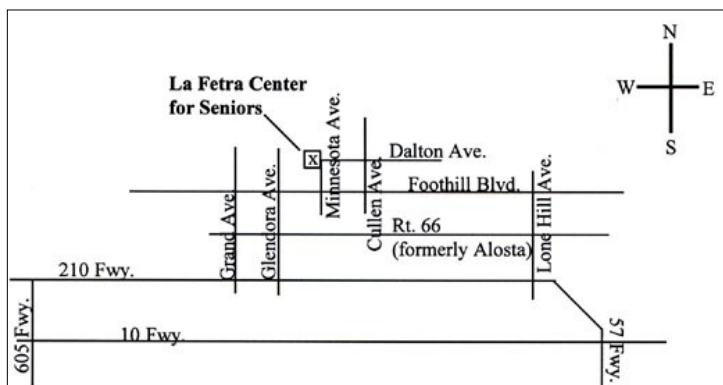 N
La Fetra Center
for Seniors
W
E
S
Minnesota Ave.
X
Dalton Ave.
Grand Ave.
Glendora Ave.
Cullen Ave.
Foothill Blvd.
Lone Hill Ave.
Rt. 66
(formerly Alosta)
210 Fwy.
605 Fwy.
10 Fwy.
57 Fwy.